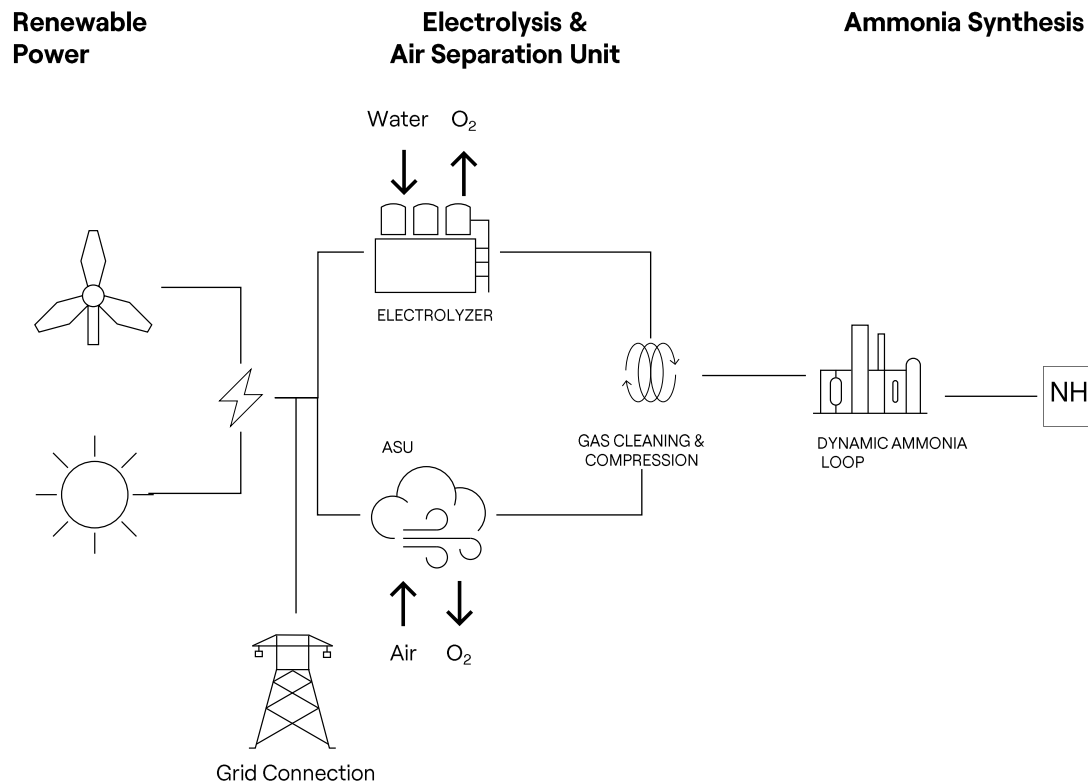 Renewable
Power
Electrolysis &
Air Separation Unit
Ammonia Synthesis
Water O₂
ELECTROLYZER
GAS CLEANING &
COMPRESSION
DYNAMIC AMMONIA
LOOP
NH
ASU
Air O₂
Grid Connection